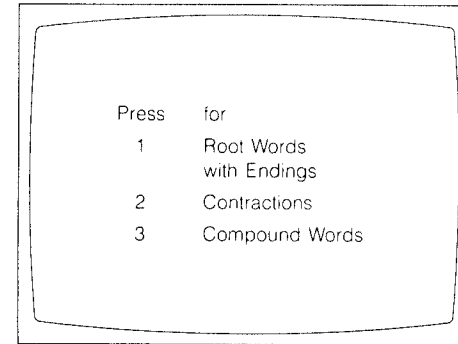 Press for
1 Root Words
with Endings
2 Contractions
3 Compound Words